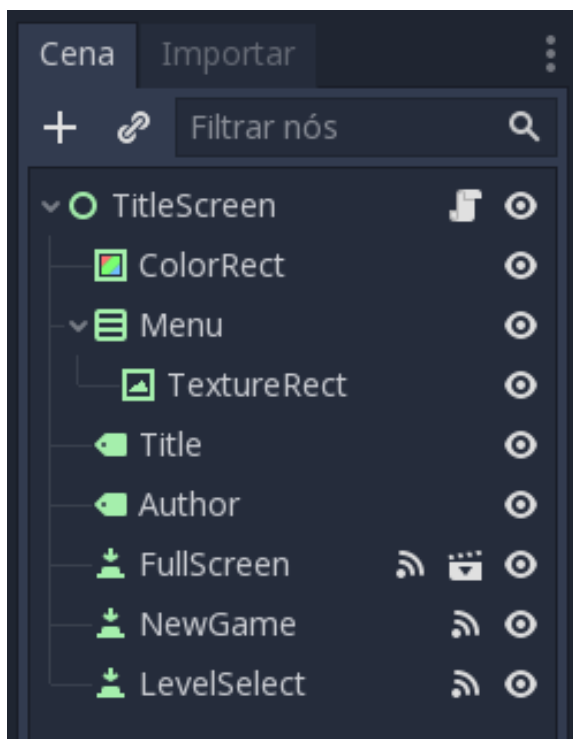 Cena Importar
Filtrar nós
TitleScreen
ColorRect
Menu
TextureRect
Title
Author
FullScreen
NewGame
LevelSelect